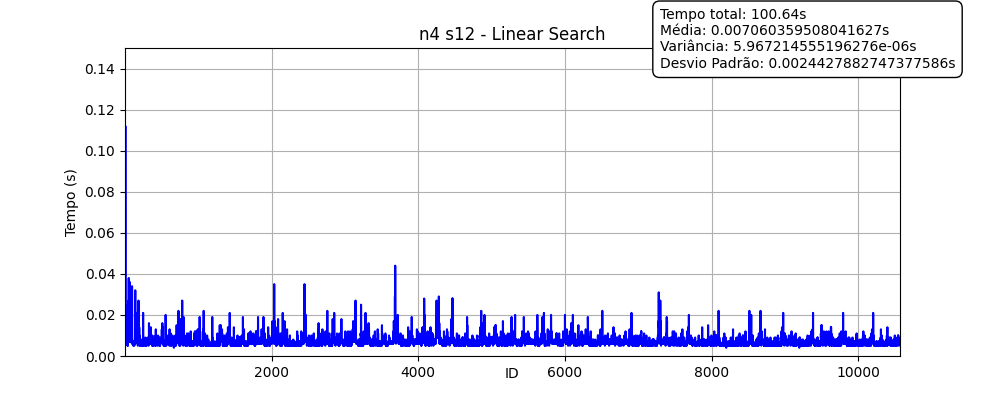 Tempo total: 100.64s
Média: 0.007060359508041627s
Variância: 5.967214555196276e-06s
Desvio Padrão: 0.0024427882747377586s
n4 s12 - Linear Search
0.14
0.12
0.10
0.08
0.06
0.04
0.02
0.00
Tempo (s)
2000 4000 6000 8000 10000
ID